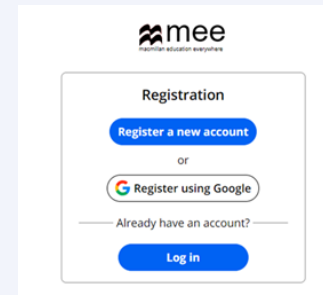 mee
macmillan education everywhere
Registration
Register a new account
or
Register using Google
Already have an account?
Log in